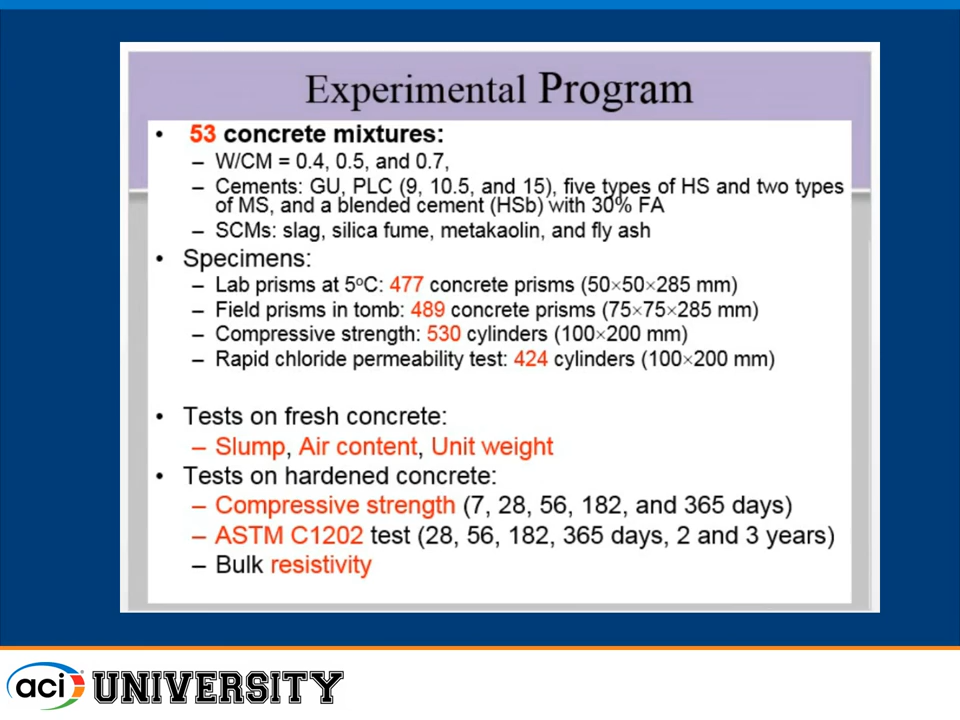 Experimental Program
• 53 concrete mixtures:
– W/CM = 0.4, 0.5, and 0.7,
– Cements: GU, PLC (9, 10.5, and 15), five types of HS and two types
of MS, and a blended cement (HSb) with 30% FA
– SCMs: slag, silica fume, metakaolin, and fly ash
• Specimens:
– Lab prisms at 5°C: 477 concrete prisms (50×50×285 mm)
– Field prisms in tomb: 489 concrete prisms (75×75×285 mm)
– Compressive strength: 530 cylinders (100×200 mm)
– Rapid chloride permeability test: 424 cylinders (100×200 mm)
• Tests on fresh concrete:
– Slump, Air content, Unit weight
• Tests on hardened concrete:
– Compressive strength (7, 28, 56, 182, and 365 days)
– ASTM C1202 test (28, 56, 182, 365 days, 2 and 3 years)
– Bulk resistivity
aci UNIVERSITY